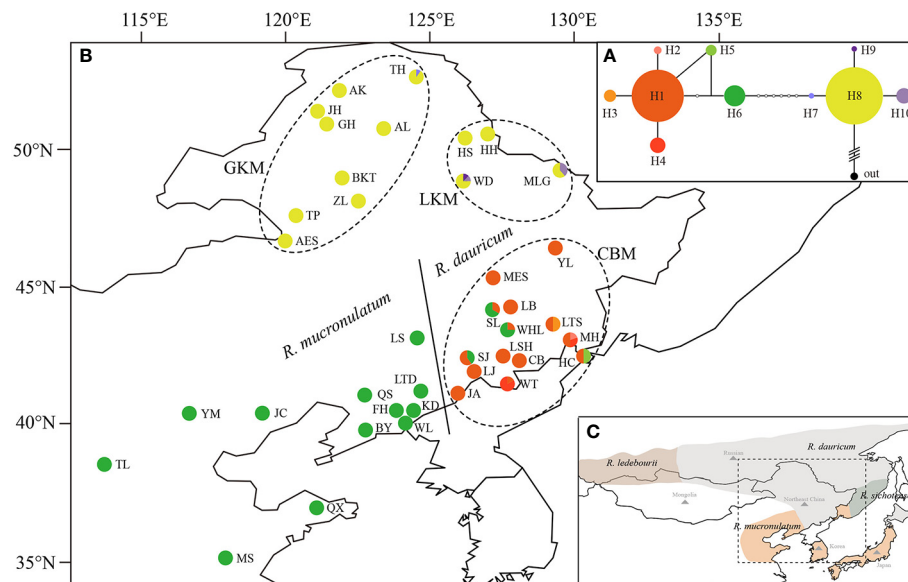 115°E 120°E 125°E 130°E 135°E
50°N
45°N
40°N
35°N
B
TH
AK
JH
GH
AL
GKM
BKT
ZL
TP
AES
HS
HH
WD
MLG
LKM
R. dauricum
CBM
YL
MES
LB
SL
WHL
LTS
MH
LSH
SJ
CB
HC
LJ
WT
JA
R. mucronulatum
LS
LTD
QS
FH
KD
BY
WL
YM
JC
TL
QX
MS
A
H2
H5
H9
H1
H3
H6
H7
H8
H10
H4
out
C
R. dauricum
R. ledebourii
Russian
Mongolia
Northeast China
R. mucronulatum
Korea
Japan